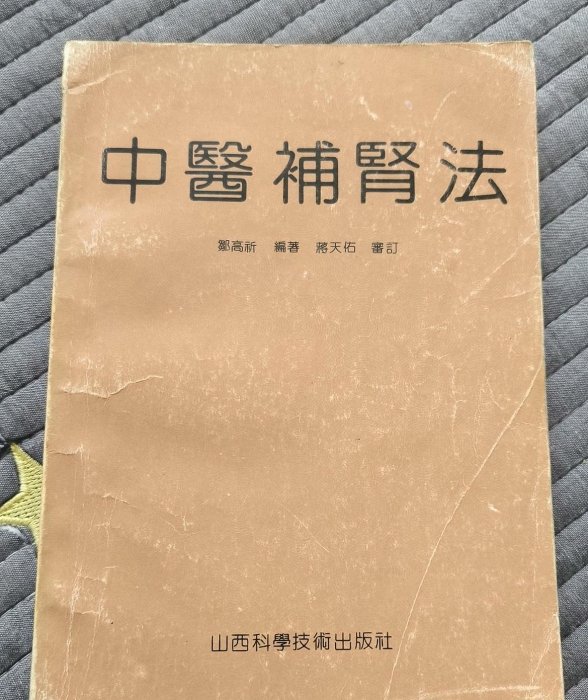 中醫補腎法
鄒高祈 編著 蔣天佑 審訂
山西科學技術出版社